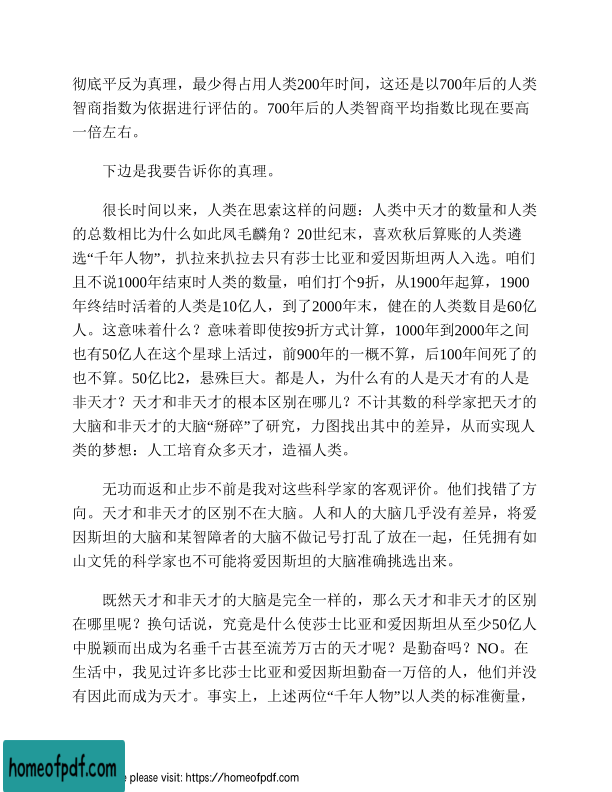 彻底平反为真理，最少得占用人类200年时间，这还是以700年后的人类
智商指数为依据进行评估的。700年后的人类智商平均指数比现在要高
一倍左右。
下边是我要告诉你的真理。
很长时间以来，人类在思索这样的问题：人类中天才的数量和人类
的总数相比为什么如此凤毛麟角？20世纪末，喜欢秋后算账的人类遴
选“千年人物”，扒拉来扒拉去只有莎士比亚和爱因斯坦两人入选。咱们
且不说1000年结束时人类的数量，咱们打个9折，从1900年起算，1900
年终结时活着的人类是10亿人，到了2000年末，健在的人类数目是60亿
人。这意味着什么？意味着即使按9折方式计算，1000年到2000年之间
也有50亿人在这个星球上活过，前900年的一概不算，后100年间死了的
也不算。50亿比2，悬殊巨大。都是人，为什么有的人是天才有的人是
非天才？天才和非天才的根本区别在哪儿？不计其数的科学家把天才的
大脑和非天才的大脑“掰碎”了研究，力图找出其中的差异，从而实现人
类的梦想：人工培育众多天才，造福人类。
无功而返和止步不前是我对这些科学家的客观评价。他们找错了方
向。天才和非天才的区别不在大脑。人和人的大脑几乎没有差异，将爱
因斯坦的大脑和某智障者的大脑不做记号打乱了放在一起，任凭拥有如
山文凭的科学家也不可能将爱因斯坦的大脑准确挑选出来。
既然天才和非天才的大脑是完全一样的，那么天才和非天才的区别
在哪里呢？换句话说，究竟是什么使莎士比亚和爱因斯坦从至少50亿人
中脱颖而出成为名垂千古甚至流芳万古的天才呢？是勤奋吗？NO。在
生活中，我见过许多比莎士比亚和爱因斯坦勤奋一万倍的人，他们并没
有因此而成为天才。事实上，上述两位“千年人物”以人类的标准衡量，
homeofpdf.com
e please visit: https://homeofpdf.com